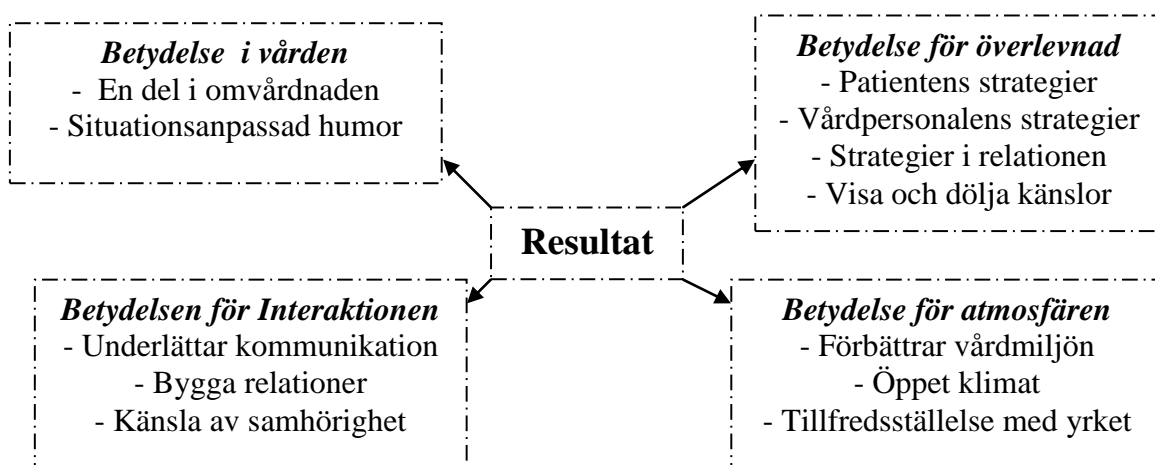 Betydelse i vården
- En del i omvårdnaden
- Situationsanpassad humor
Betydelse för överlevnad
- Patientens strategier
- Vårdpersonalens strategier
- Strategier i relationen
- Visa och dölja känslor
Resultat
Betydelsen för Interaktionen
- Underlättar kommunikation
- Bygga relationer
- Känsla av samhörighet
Betydelse för atmosfären
- Förbättrar vårdmiljön
- Öppet klimat
- Tillfredsställelse med yrket